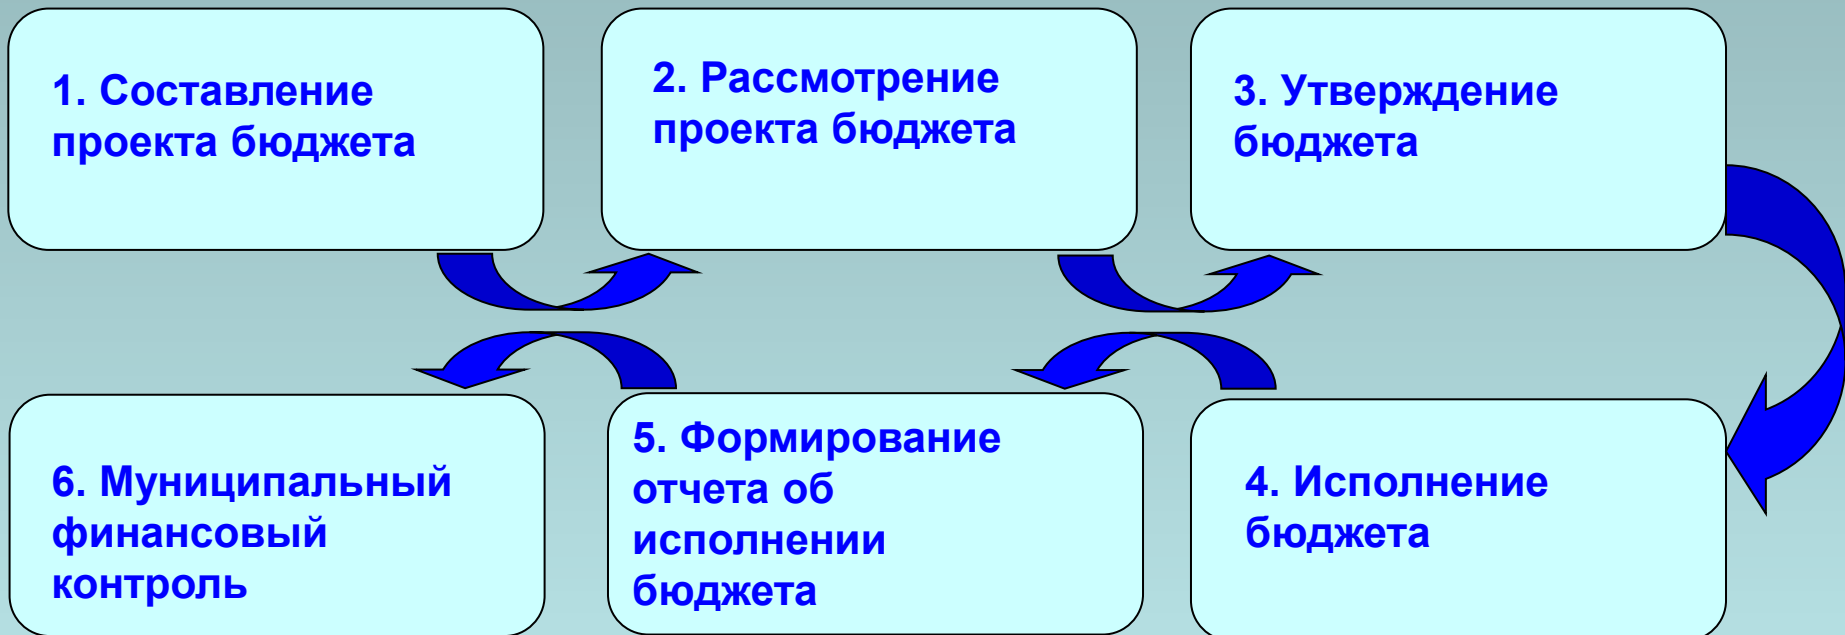 1. Составление
проекта бюджета
2. Рассмотрение
проекта бюджета
3. Утверждение
бюджета
4. Исполнение
бюджета
5. Формирование
отчета об
исполнении
бюджета
6. Муниципальный
финансовый
контроль